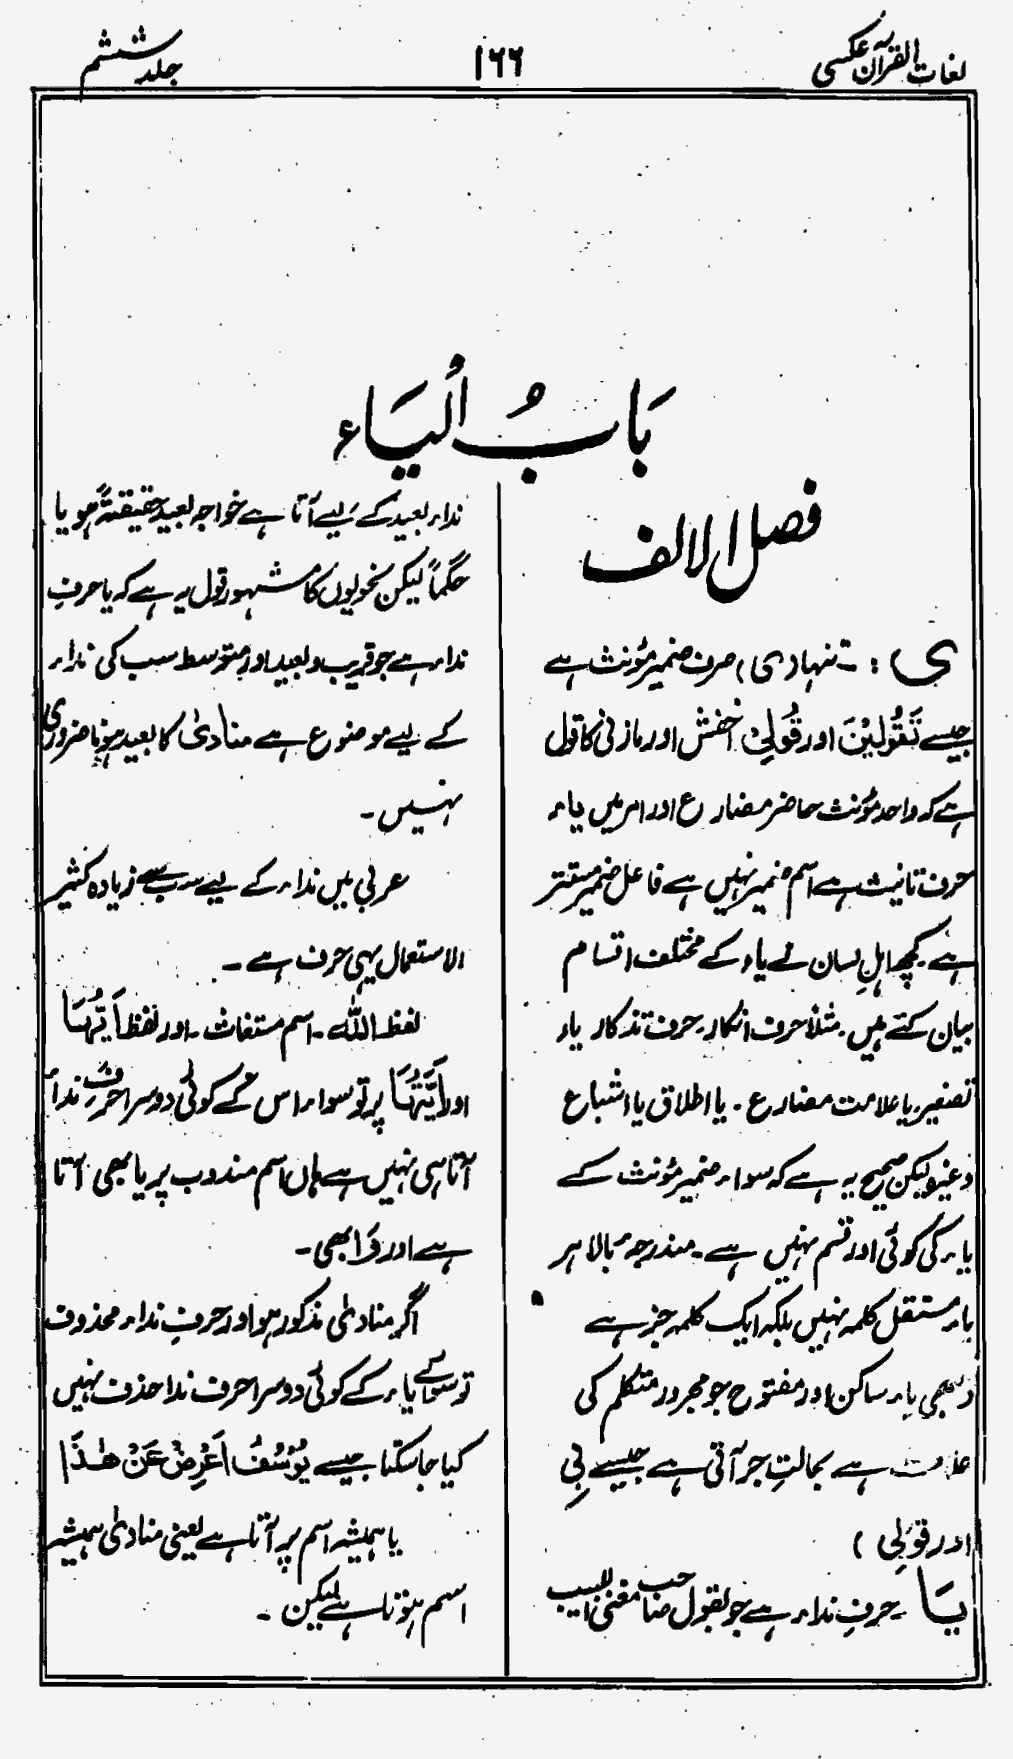 لغات القرآن عکسی
۱۶۶
جلد ششم
بَابُ الْیَاء
فصل الالف
ی : ۔ تنہا دی) صرف ضمیر مؤنث ہے
جیسے تَقُوْلِیْنَ اور قُوْلِیْ اخفش اور مازنی کا قول
ہے کہ واحد مؤنث حاضر مضارع اور امر میں یاء
حرف تانیث ہے اسم ضمیر نہیں ہے فاعل ضمیر مستتر
ہے۔ کچھ اہلِ لسان نے یاء کے مختلف اقسام
بیان کئے ہیں۔ مثلاً حرف انکار۔ حرف تذکار یاء
تصغیر یا علامت مضارع۔ یا اطلاق یا اشباع
وغیرہ لیکن صحیح یہ ہے کہ سواء ضمیر مؤنث کے
یاء کی کوئی اور قسم نہیں ہے۔ مندرجہ بالا ہر
یاء مستقل کلمہ نہیں بلکہ ایک کلمہ جز ہے
کبھی یاء ساکن اور مفتوح جو مجرور متکلم کی
علامت ہے بحالتِ جر آتی ہے جیسے بِیْ
اور قَوْلِی )
یَا ۔ حرفِ نداء ہے جو بقول صاحب مغنی اللبیب
نداء بعید کے لیے آتا ہے خواہ بعید حقیقۃً ہو یا
حکماً لیکن نحویوں کا مشہور قول یہ ہے کہ یا حرفِ
نداء ہے جو قریب و بعید اور متوسط سب کی نداء
کے لیے موضوع ہے منادیٰ کا بعید ہونا ضروری
نہیں۔
عربی میں نداء کے لیے سب سے زیادہ کثیر
الاستعمال یہی حرف ہے۔
لفظ اللہ ۔ اسم مستغاث ۔ اور لفظ اَیُّهَا
اور اَیَّتُهَا پر تو سواء اس کے کوئی دوسرا حرفِ نداء
آتا ہی نہیں ہے ہاں اسم مندوب پر یا بھی آتا
ہے اور وَا بھی۔
اگر منادیٰ مذکور ہو اور حرفِ نداء محذوف
تو سوائے یاء کے کوئی دوسرا حرف ندا حذف نہیں
کیا جا سکتا جیسے یُوْسُفُ اَعْرِضْ عَنْ هٰذَا
یا ہمیشہ اسم پر آتا ہے یعنی منادیٰ ہمیشہ
اسم ہوتا ہے لیکن ۔